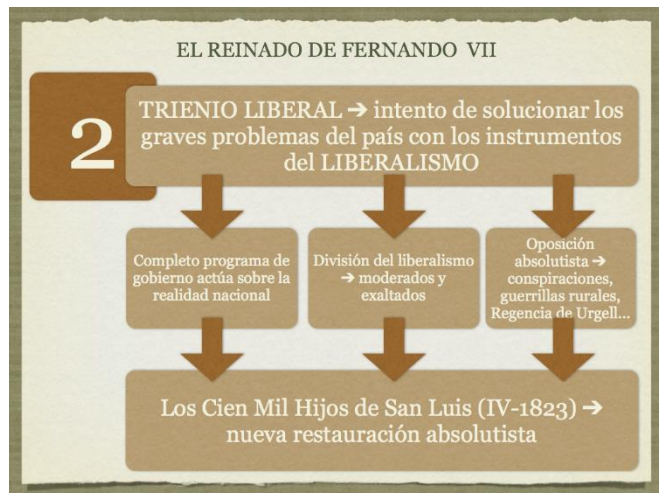 EL REINADO DE FERNANDO VII
2
TRIENIO LIBERAL ➔ intento de solucionar los
graves problemas del país con los instrumentos
del LIBERALISMO
Completo programa de
gobierno actúa sobre la
realidad nacional
División del liberalismo
➔ moderados y
exaltados
Oposición
absolutista ➔
conspiraciones,
guerrillas rurales,
Regencia de Urgell...
Los Cien Mil Hijos de San Luis (IV-1823) ➔
nueva restauración absolutista